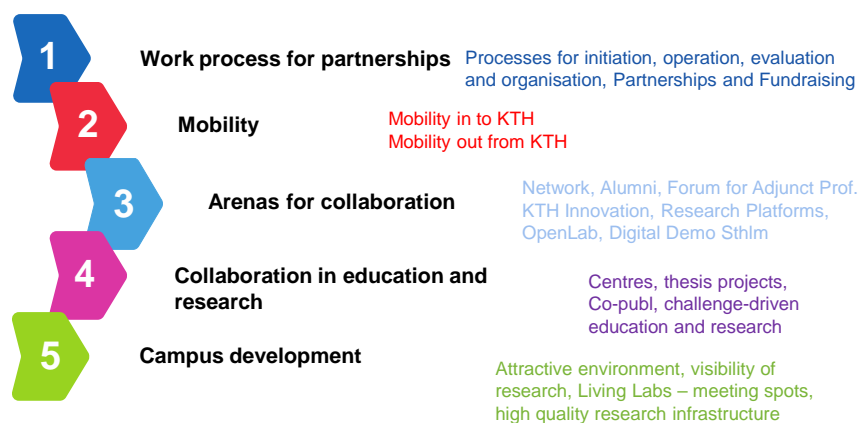 1
Work process for partnerships
Processes for initiation, operation, evaluation
and organisation, Partnerships and Fundraising
2
Mobility
Mobility in to KTH
Mobility out from KTH
3
Arenas for collaboration
Network, Alumni, Forum for Adjunct Prof.
KTH Innovation, Research Platforms,
OpenLab, Digital Demo Sthlm
4
Collaboration in education and
research
Centres, thesis projects,
Co-publ, challenge-driven
education and research
5
Campus development
Attractive environment, visibility of
research, Living Labs – meeting spots,
high quality research infrastructure